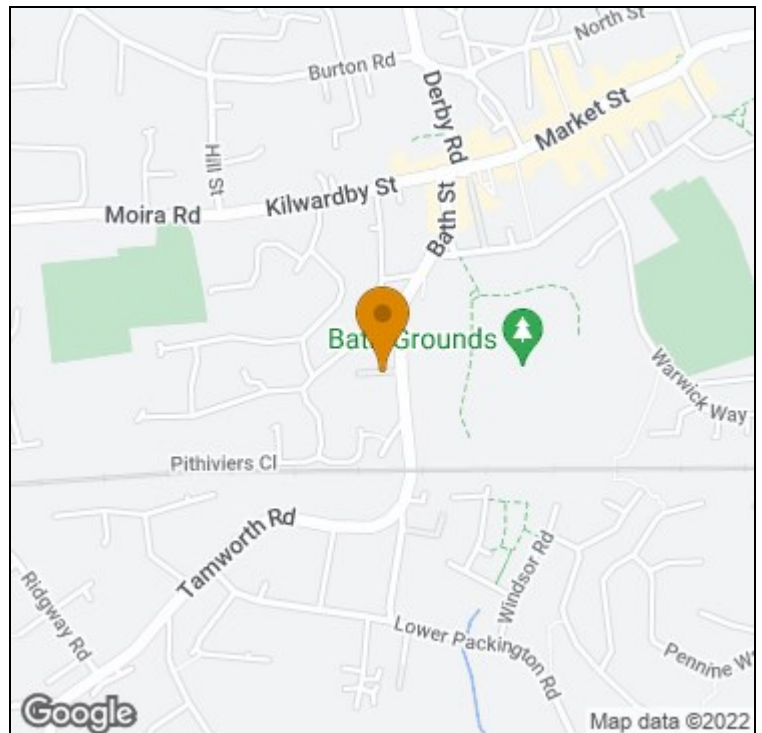 North St
Burton Rd
Derby Rd
Market St
Hill St
Kilwardby St
Moira Rd
Bath St
Bath Grounds
Warwick Way
Pithiviers Cl
Tamworth Rd
Windsor Rd
Ridgway Rd
Lower Packington Rd
Pennine W
Google
Map data ©2022